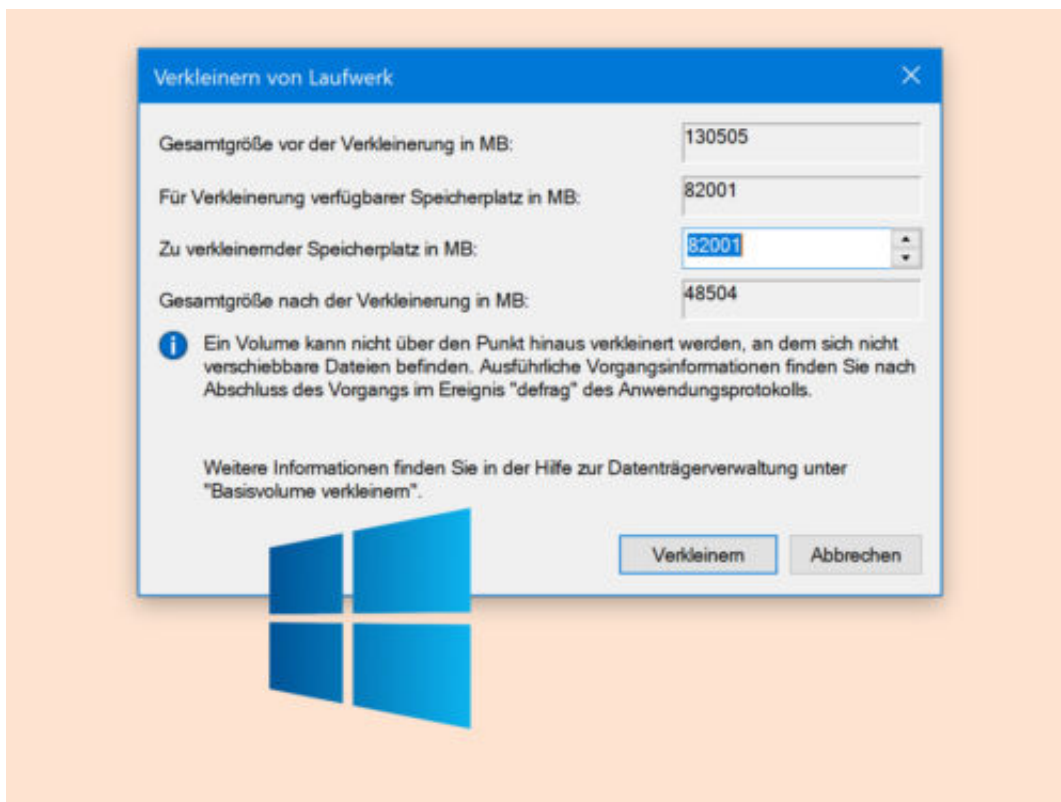 Verkleinern von Laufwerk
Gesamtgröße vor der Verkleinerung in MB: 130505
Für Verkleinerung verfügbarer Speicherplatz in MB: 82001
Zu verkleinernder Speicherplatz in MB: 82001
Gesamtgröße nach der Verkleinerung in MB: 48504
Ein Volume kann nicht über den Punkt hinaus verkleinert werden, an dem sich nicht
verschiebbare Dateien befinden. Ausführliche Vorgangsinformationen finden Sie nach
Abschluss des Vorgangs im Ereignis "defrag" des Anwendungsprotokolls.
Weitere Informationen finden Sie in der Hilfe zur Datenträgerverwaltung unter
"Basisvolume verkleinern".
Verkleinern Abbrechen